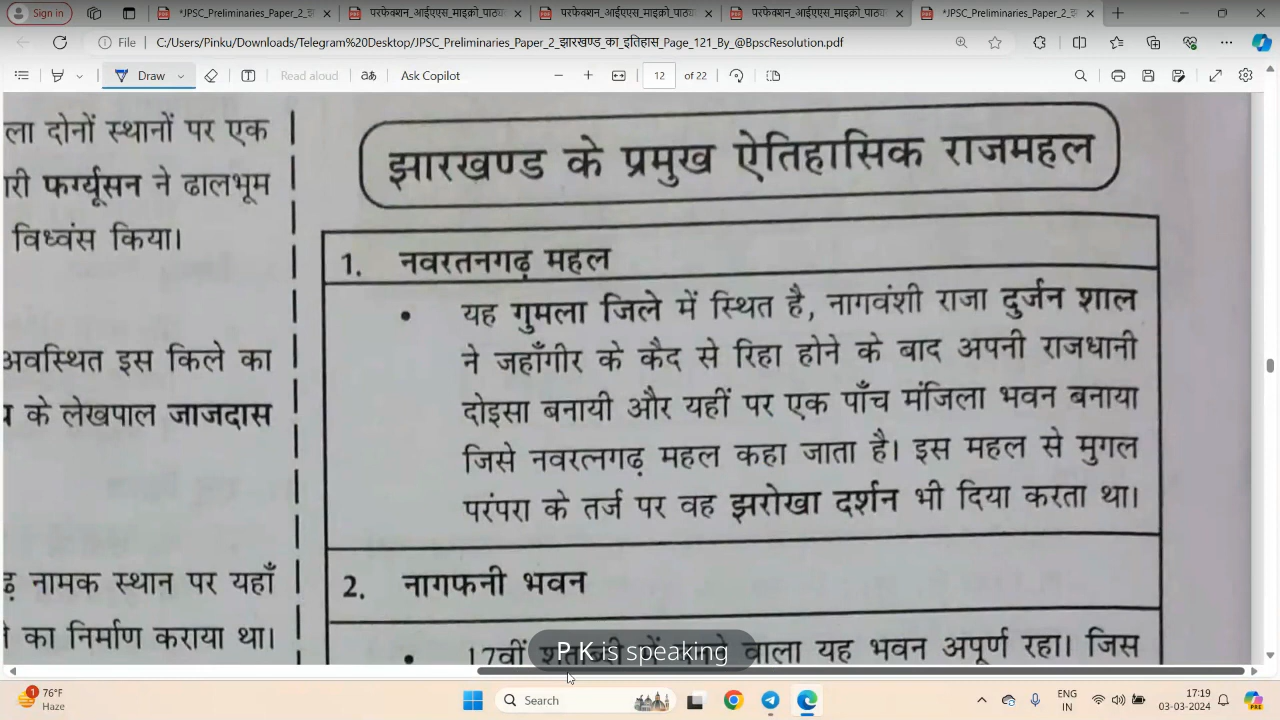 Sign in
*JPSC_Preliminaries_Paper_2_झ
परफेक्शन_आईएएस_माइक्रो_पाठ्य
परफेक्शन_आईएएस_माइक्रो_पाठ्य
परफेक्शन_आईएएस_माइक्रो_पाठ्य
*JPSC_Preliminaries_Paper_2_झ
File
C:/Users/Pinku/Downloads/Telegram%20Desktop/JPSC_Preliminaries_Paper_2_झारखण्ड_का_इतिहास_Page_121_By_@BpscResolution.pdf
Draw
Read aloud
Ask Copilot
12 of 22
ला दोनों स्थानों पर एक
री फर्ग्यूसन ने ढालभूम
विध्वंस किया।
अवस्थित इस किले का
के लेखपाल जाजदास
नामक स्थान पर यहाँ
का निर्माण कराया था।
झारखण्ड के प्रमुख ऐतिहासिक राजमहल
1. नवरतनगढ़ महल
• यह गुमला जिले में स्थित है, नागवंशी राजा दुर्जन शाल
ने जहाँगीर के कैद से रिहा होने के बाद अपनी राजधानी
दोइसा बनायी और यहीं पर एक पाँच मंजिला भवन बनाया
जिसे नवरत्नगढ़ महल कहा जाता है। इस महल से मुगल
परंपरा के तर्ज पर वह झरोखा दर्शन भी दिया करता था।
2. नागफनी भवन
• 17वीं शताब्दी में वाला यह भवन अपूर्ण रहा। जिस
P K is speaking
1
76°F
Haze
Search
ENG
IN
17:19
03-03-2024